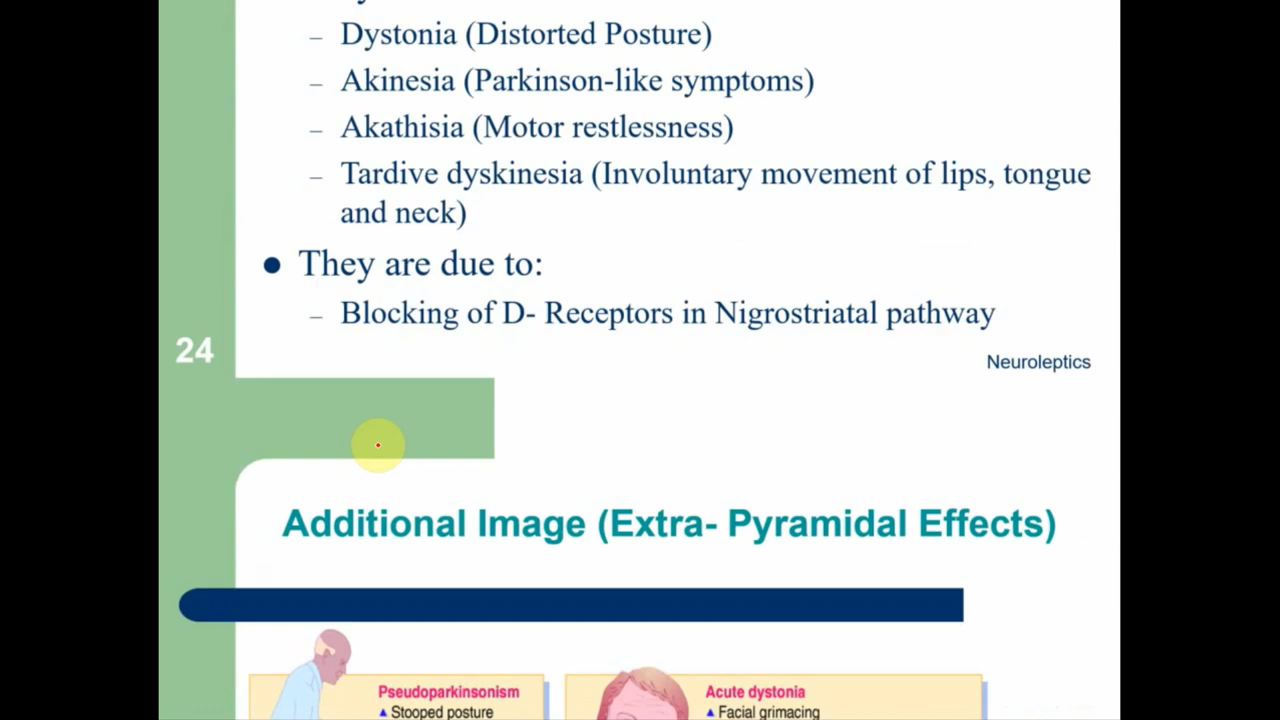 – Dystonia (Distorted Posture)
– Akinesia (Parkinson-like symptoms)
– Akathisia (Motor restlessness)
– Tardive dyskinesia (Involuntary movement of lips, tongue
and neck)
● They are due to:
– Blocking of D- Receptors in Nigrostriatal pathway
24
Neuroleptics
Additional Image (Extra- Pyramidal Effects)
Pseudoparkinsonism
▲ Stooped posture
Acute dystonia
▲ Facial grimacing